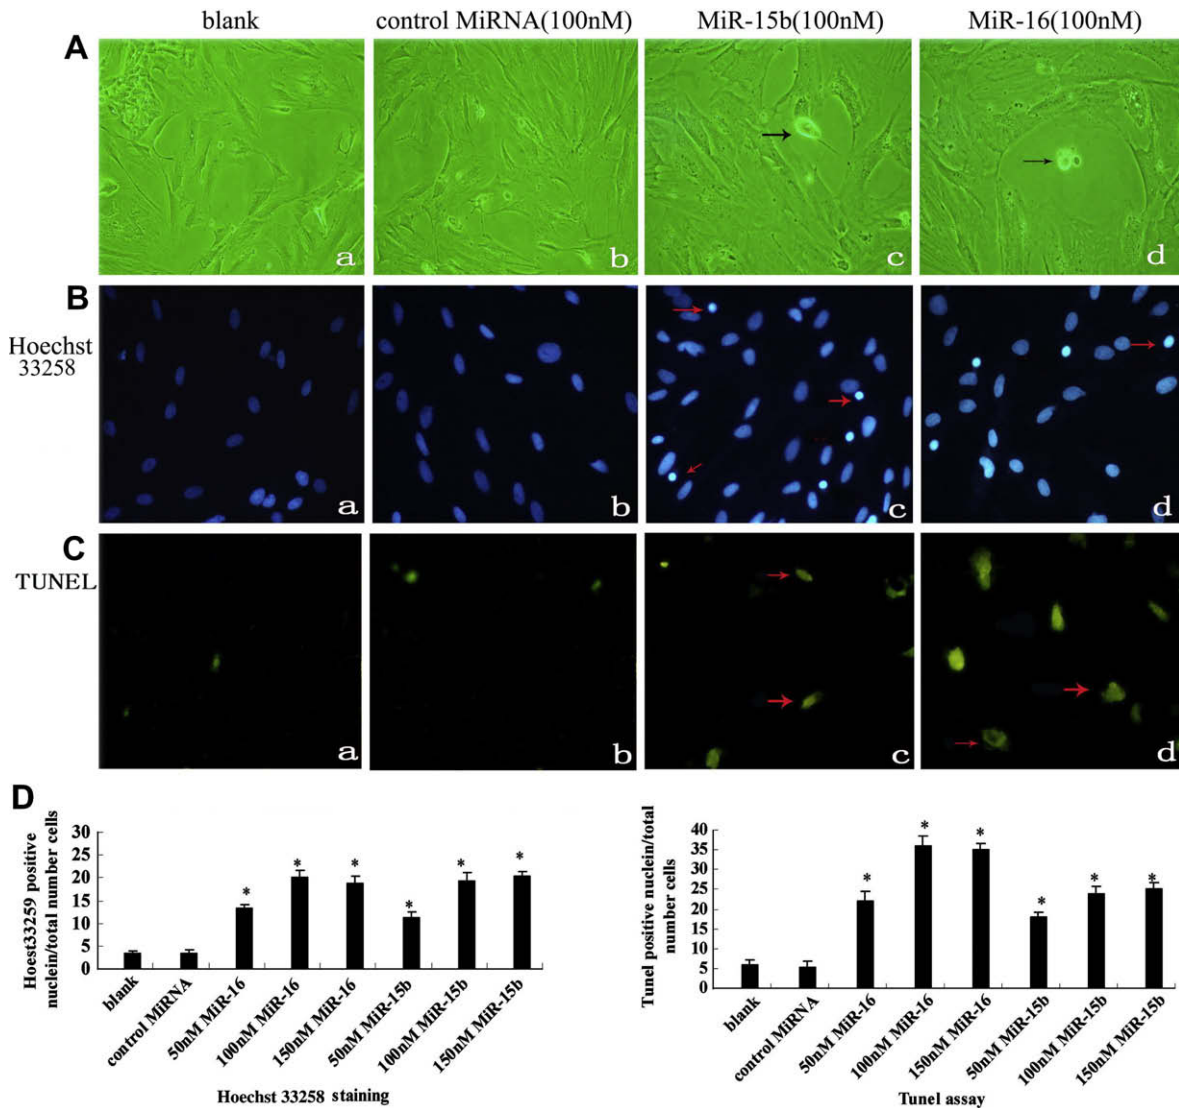 blank control MiRNA(100nM) MiR-15b(100nM) MiR-16(100nM)
A
a b c d
B
Hoechst
33258
a b c d
C
TUNEL
a b c d
D
Hoest33259 positive
nuclein/total number cells
30
25
20
15
10
5
0
* * * * * *
blank
control MiRNA
50nM MiR-16
100nM MiR-16
150nM MiR-16
50nM MiR-15b
100nM MiR-15b
150nM MiR-15b
Hoechst 33258 staining
Tunel positive nuclein/total
number cells
40
35
30
25
20
15
10
5
0
* * * * * *
blank
control MiRNA
50nM MiR-16
100nM MiR-16
150nM MiR-16
50nM MiR-15b
100nM MiR-15b
150nM MiR-15b
Tunel assay